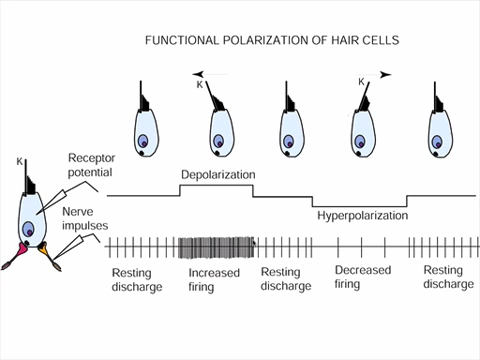 FUNCTIONAL POLARIZATION OF HAIR CELLS
K
K
K
Receptor
potential
Depolarization
Hyperpolarization
Nerve
impulses
Resting
discharge
Increased
firing
Resting
discharge
Decreased
firing
Resting
discharge